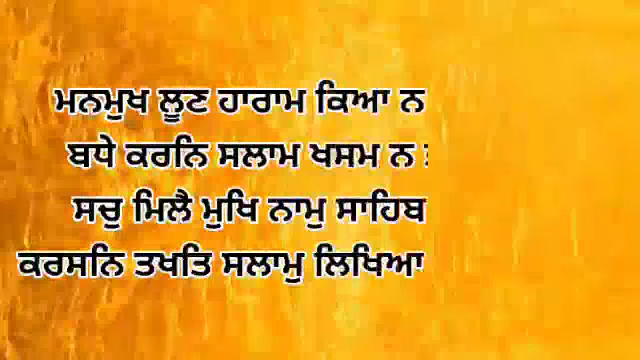 ਮਨਮੁਖ ਲੂਣ ਹਾਰਾਮ ਕਿਆ ਨ
ਬਧੇ ਕਰਨਿ ਸਲਾਮ ਖਸਮ ਨ
ਸਚੁ ਮਿਲੈ ਮੁਖਿ ਨਾਮੁ ਸਾਹਿਬ
ਕਰਸਨਿ ਤਖਤਿ ਸਲਾਮੁ ਲਿਖਿਆ